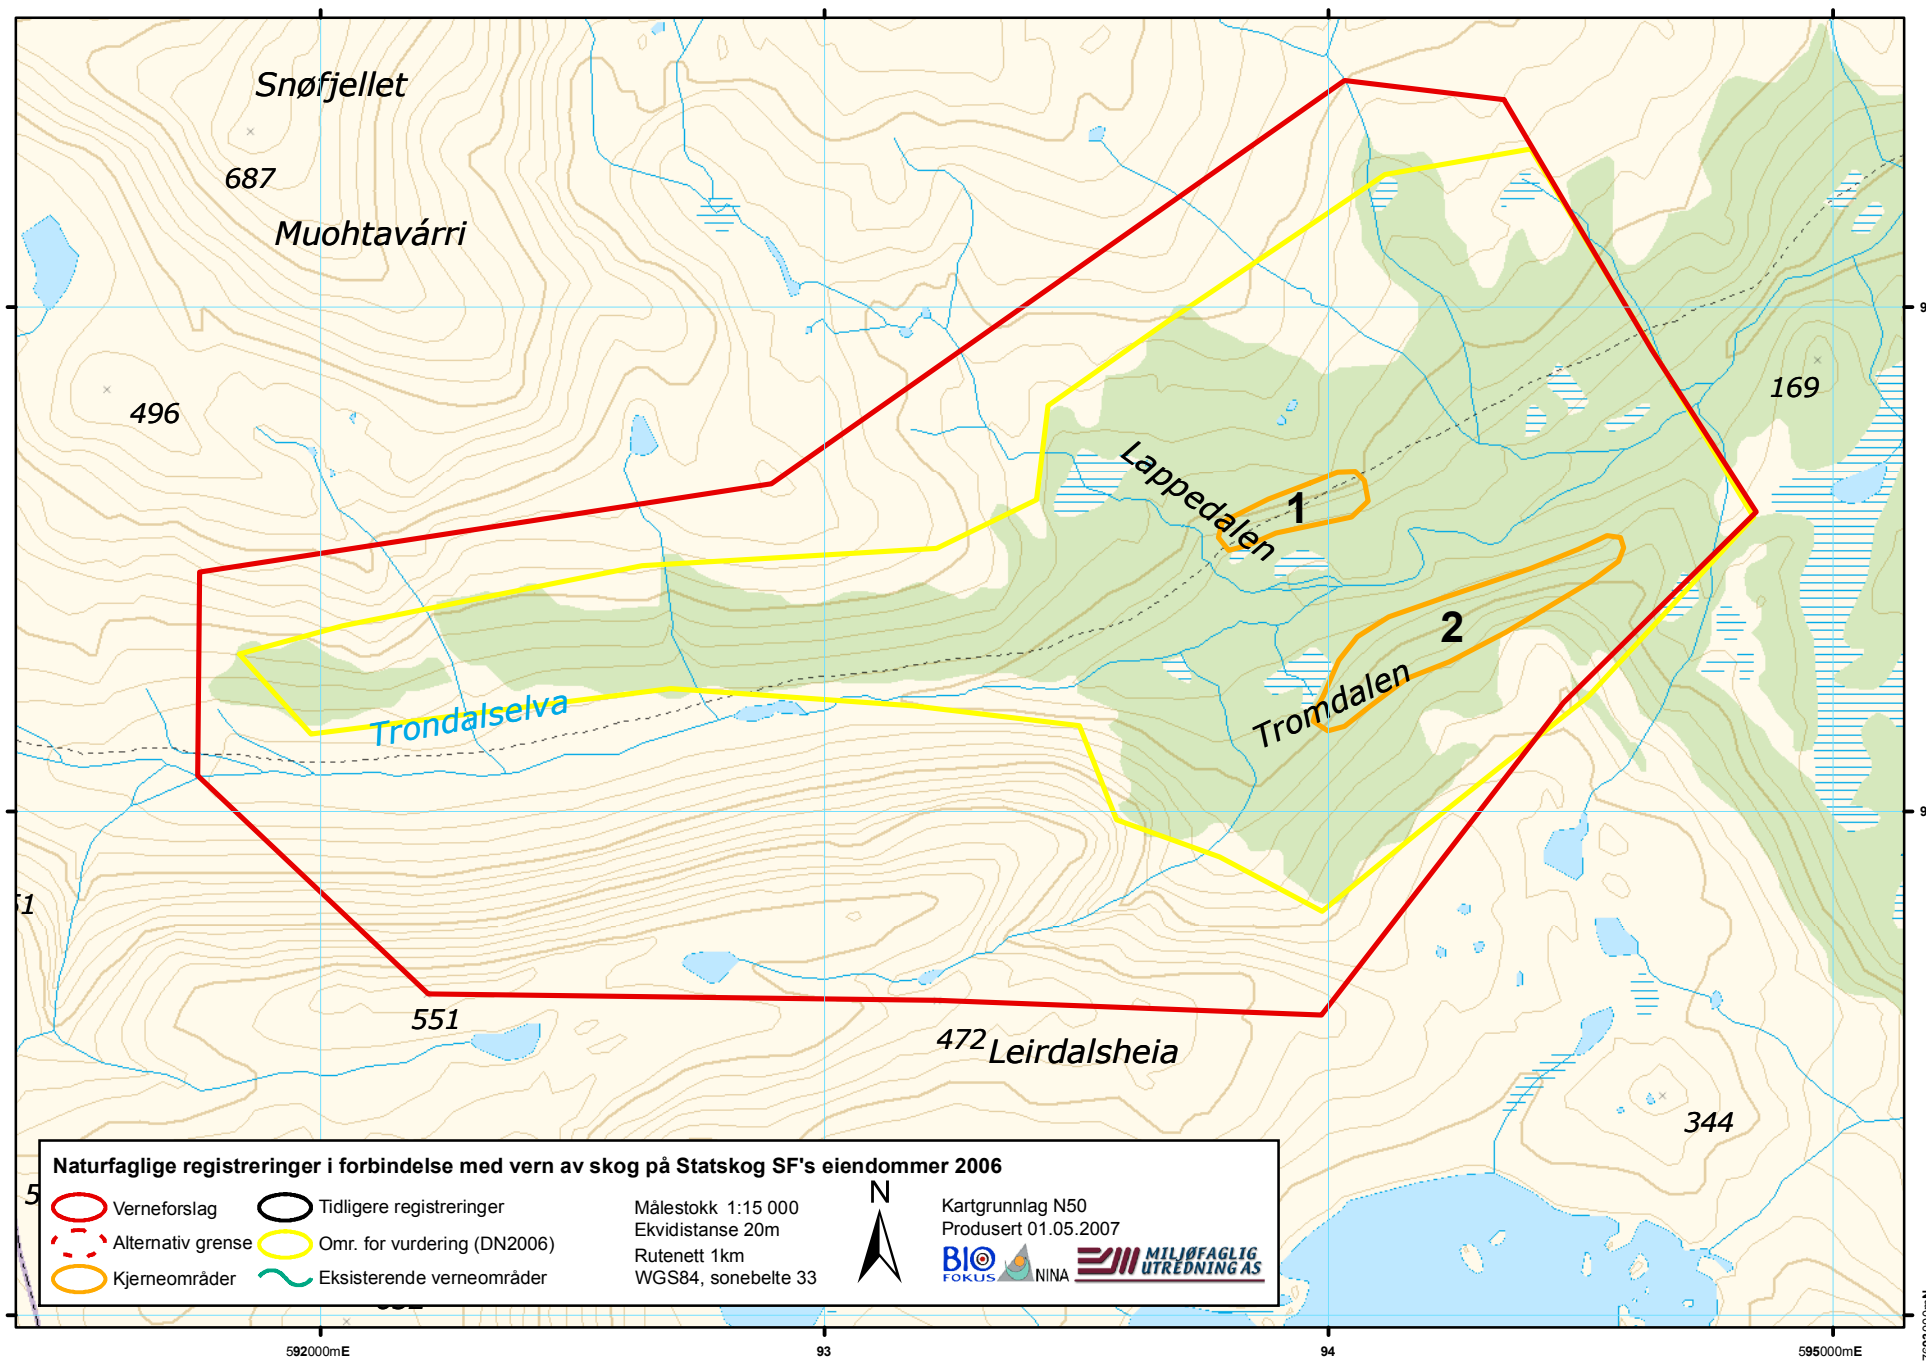 Snøfjellet
687
Muohtavárri
496
169
Lappedalen
1
2
Tromdalen
Trondalselva
551
472 Leirdalsheia
344
Naturfaglige registreringer i forbindelse med vern av skog på Statskog SF's eiendommer 2006
Verneforslag
Alternativ grense
Kjerneområder
Tidligere registreringer
Omr. for vurdering (DN2006)
Eksisterende verneområder
Målestokk 1:15 000
Ekvidistanse 20m
Rutenett 1km
WGS84, sonebelte 33
N
Kartgrunnlag N50
Produsert 01.05.2007
BIO
FOKUS
NINA
MILJØFAGLIG
UTREDNING AS
592000mE
93
94
595000mE